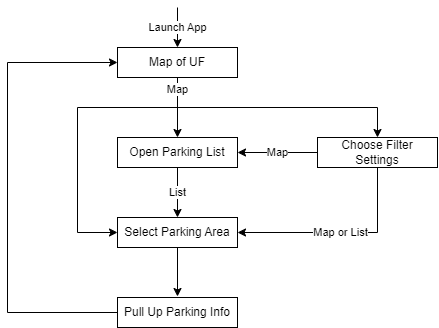 Launch App
Map of UF
Map
Open Parking List
Map
Choose Filter
Settings
List
Select Parking Area
Map or List
Pull Up Parking Info